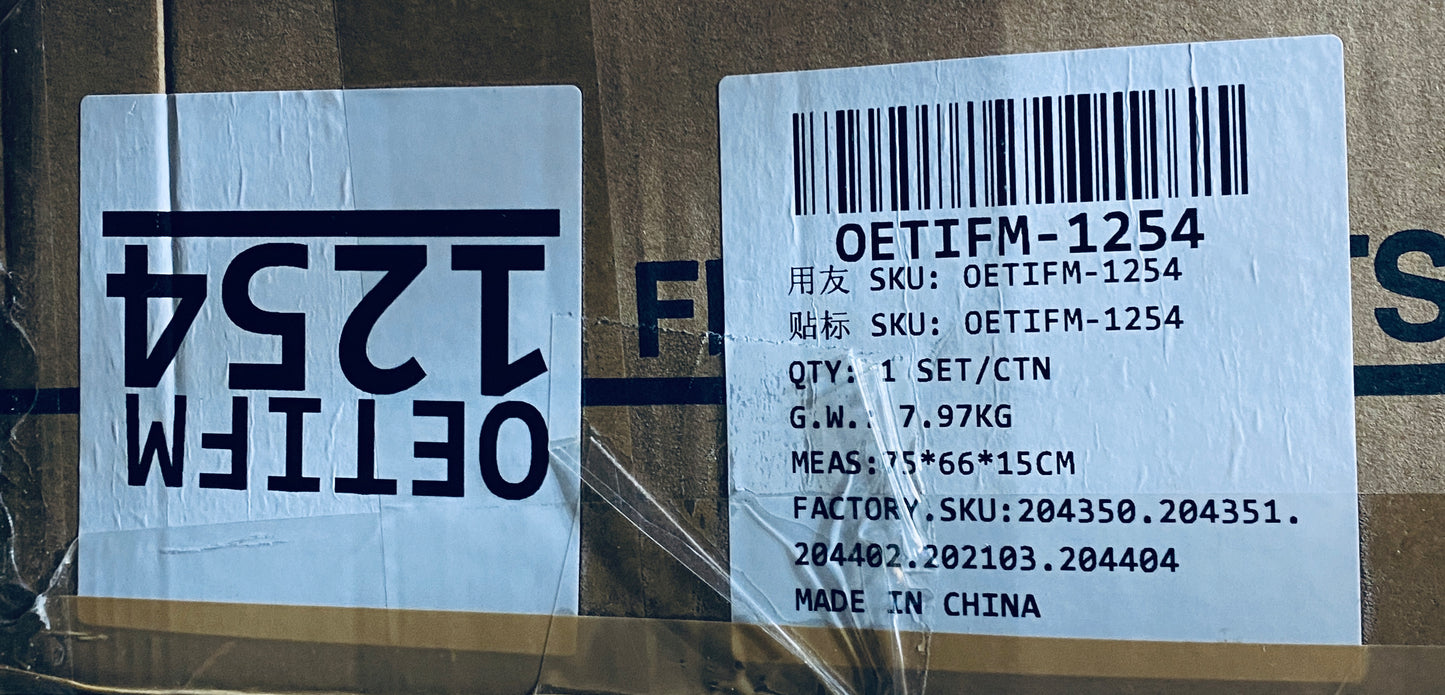 OETIFM
1254
OETIFM-1254
用友 SKU: OETIFM-1254
贴标 SKU: OETIFM-1254
QTY: 1 SET/CTN
G.W.: 7.97KG
MEAS:75*66*15CM
FACTORY.SKU:204350.204351.
204402.202103.204404
MADE IN CHINA